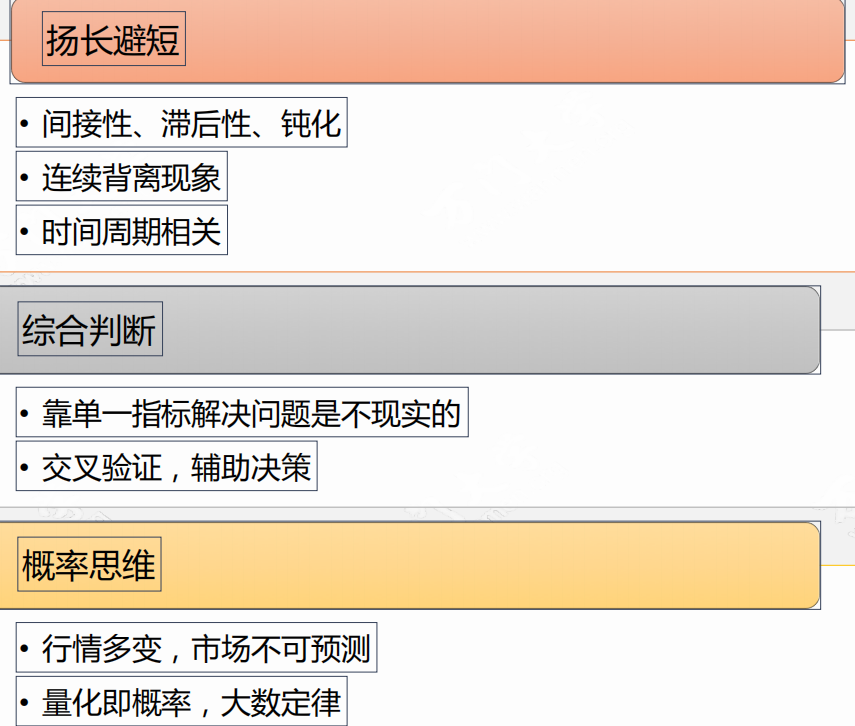 扬长避短
• 间接性、滞后性、钝化
• 连续背离现象
• 时间周期相关
综合判断
• 靠单一指标解决问题是不现实的
• 交叉验证，辅助决策
概率思维
• 行情多变，市场不可预测
• 量化即概率，大数定律